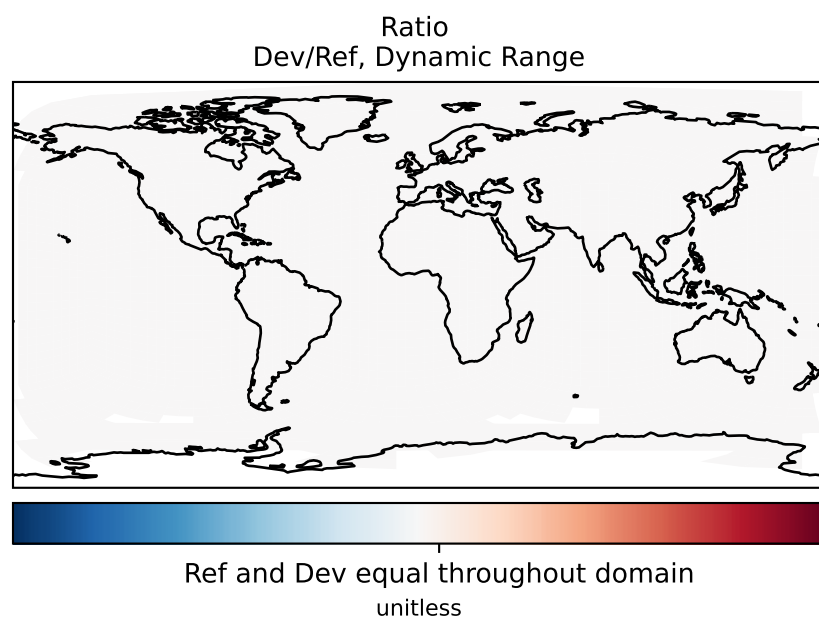 Ratio
Dev/Ref, Dynamic Range
Ref and Dev equal throughout domain
unitless